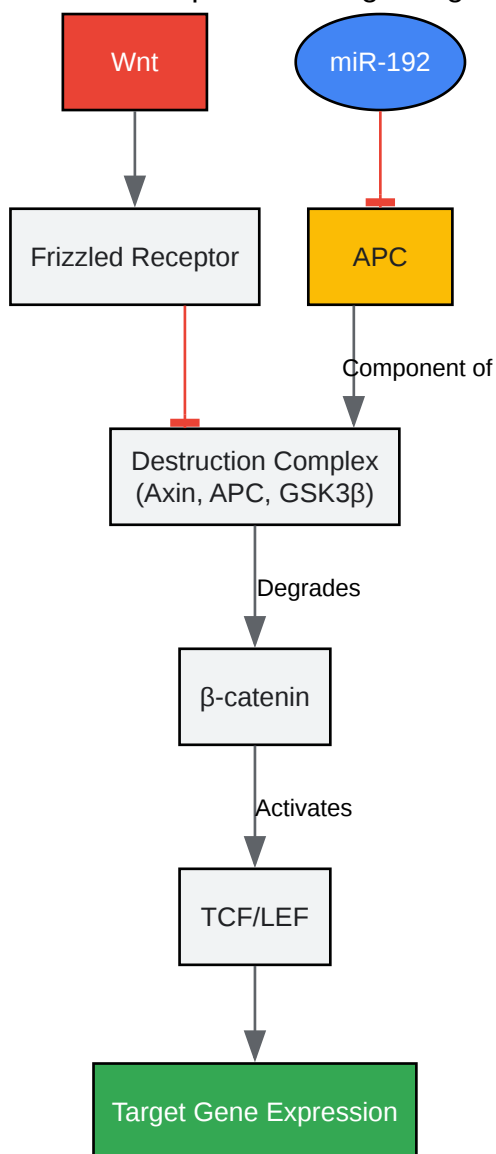 Wnt
miR-192
Frizzled Receptor
APC
Component of
Destruction Complex
(Axin, APC, GSK3β)
Degrades
β-catenin
Activates
TCF/LEF
Target Gene Expression